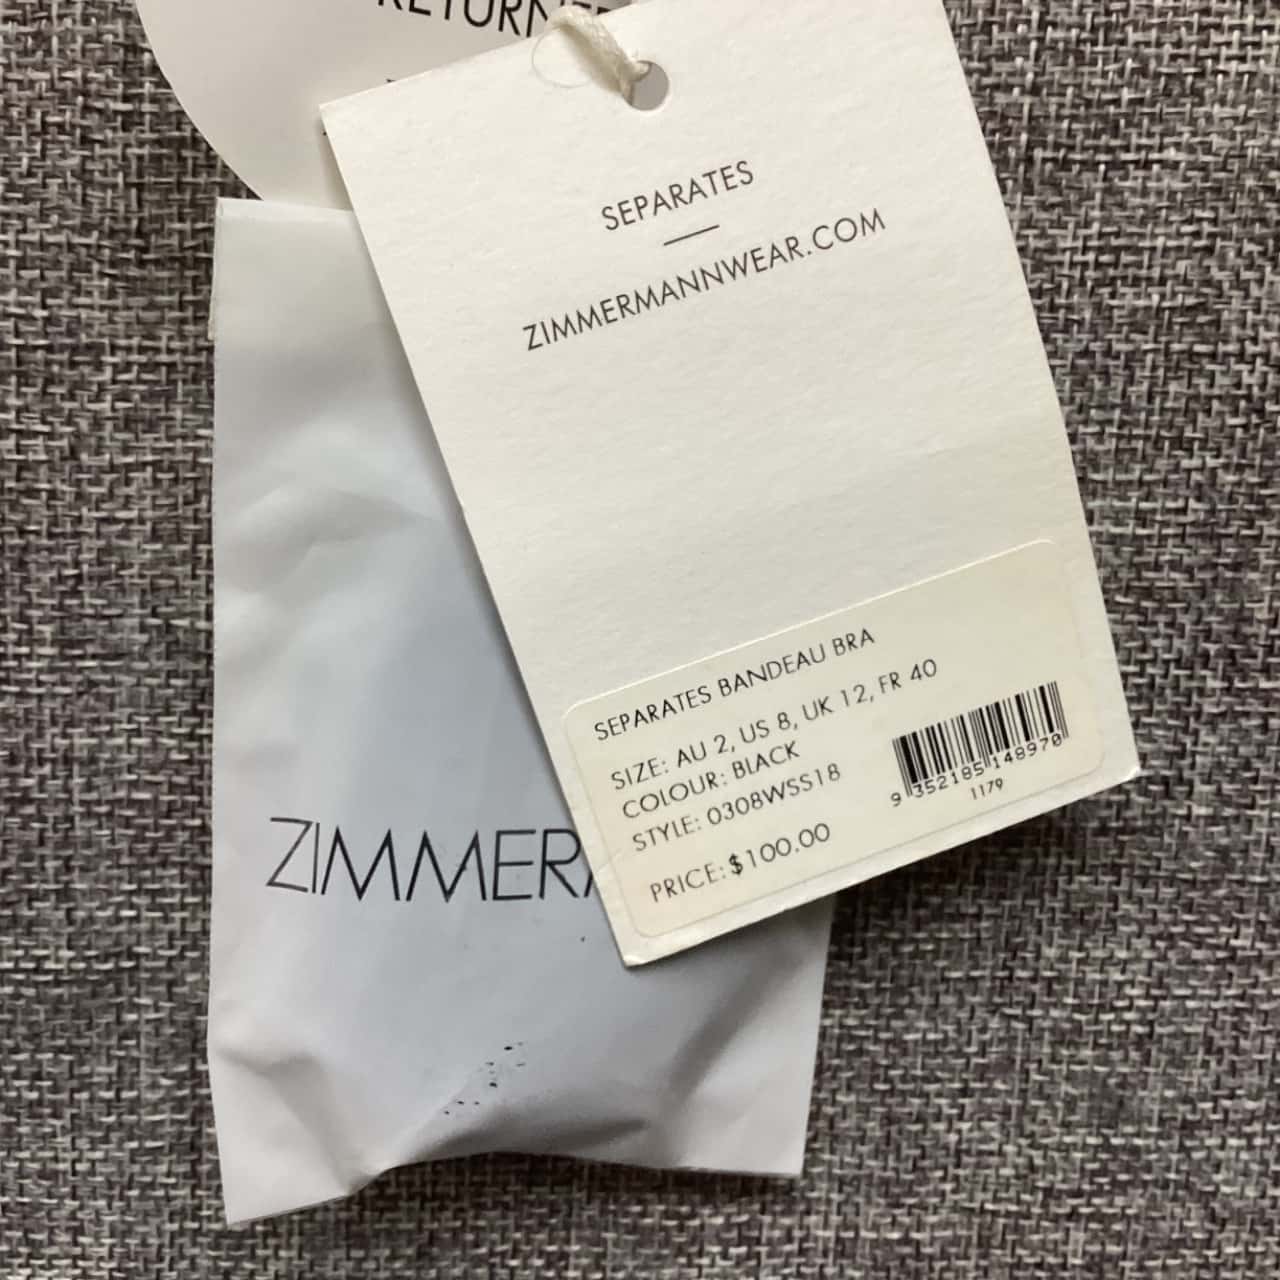 SEPARATES
ZIMMERMANNWEAR.COM
SEPARATES BANDEAU BRA
SIZE: AU 2, US 8, UK 12, FR 40
COLOUR: BLACK
STYLE: 0308WSS18
PRICE: $100.00
9 352185 148970
1179
ZIMMER